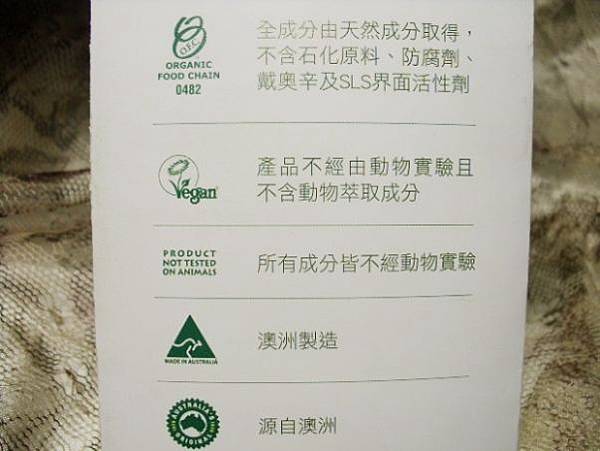 O.F.C.
ORGANIC
FOOD CHAIN
0482
全成分由天然成分取得，
不含石化原料、防腐劑、
戴奧辛及SLS界面活性劑
Vegan
產品不經由動物實驗且
不含動物萃取成分
PRODUCT
NOT TESTED
ON ANIMALS
所有成分皆不經動物實驗
MADE IN AUSTRALIA
澳洲製造
AUSTRALIA'S
ORIGINAL
源自澳洲